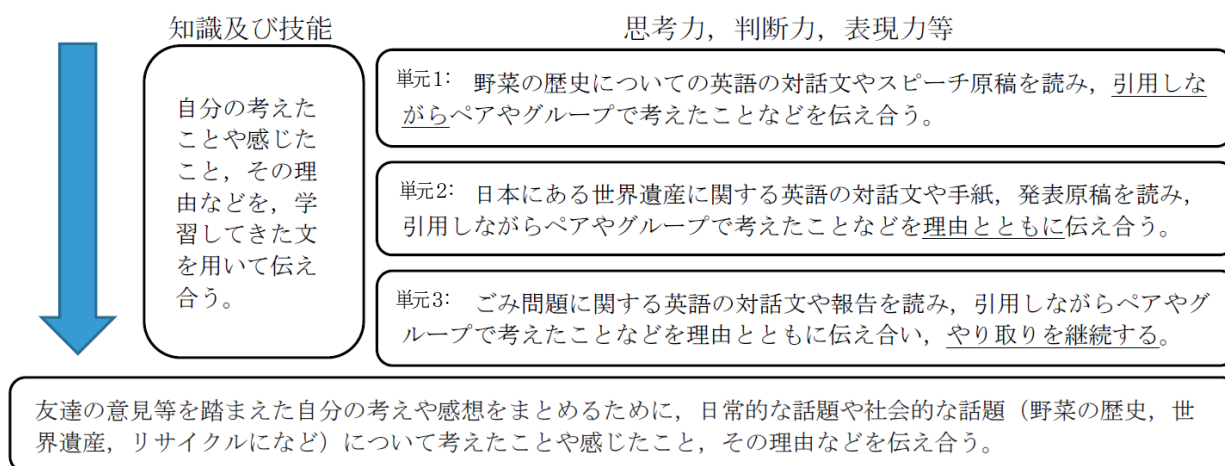 知識及び技能
思考力，判断力，表現力等
自分の考えた
ことや感じた
こと，その理
由などを，学
習してきた文
を用いて伝え
合う。
単元1:　野菜の歴史についての英語の対話文やスピーチ原稿を読み，引用しな
がらペアやグループで考えたことなどを伝え合う。
単元2:　日本にある世界遺産に関する英語の対話文や手紙，発表原稿を読み，
引用しながらペアやグループで考えたことなどを理由とともに伝え合う。
単元3:　ごみ問題に関する英語の対話文や報告を読み，引用しながらペアやグ
ループで考えたことなどを理由とともに伝え合い，やり取りを継続する。
友達の意見等を踏まえた自分の考えや感想をまとめるために，日常的な話題や社会的な話題（野菜の歴史，世
界遺産，リサイクルになど）について考えたことや感じたこと，その理由などを伝え合う。